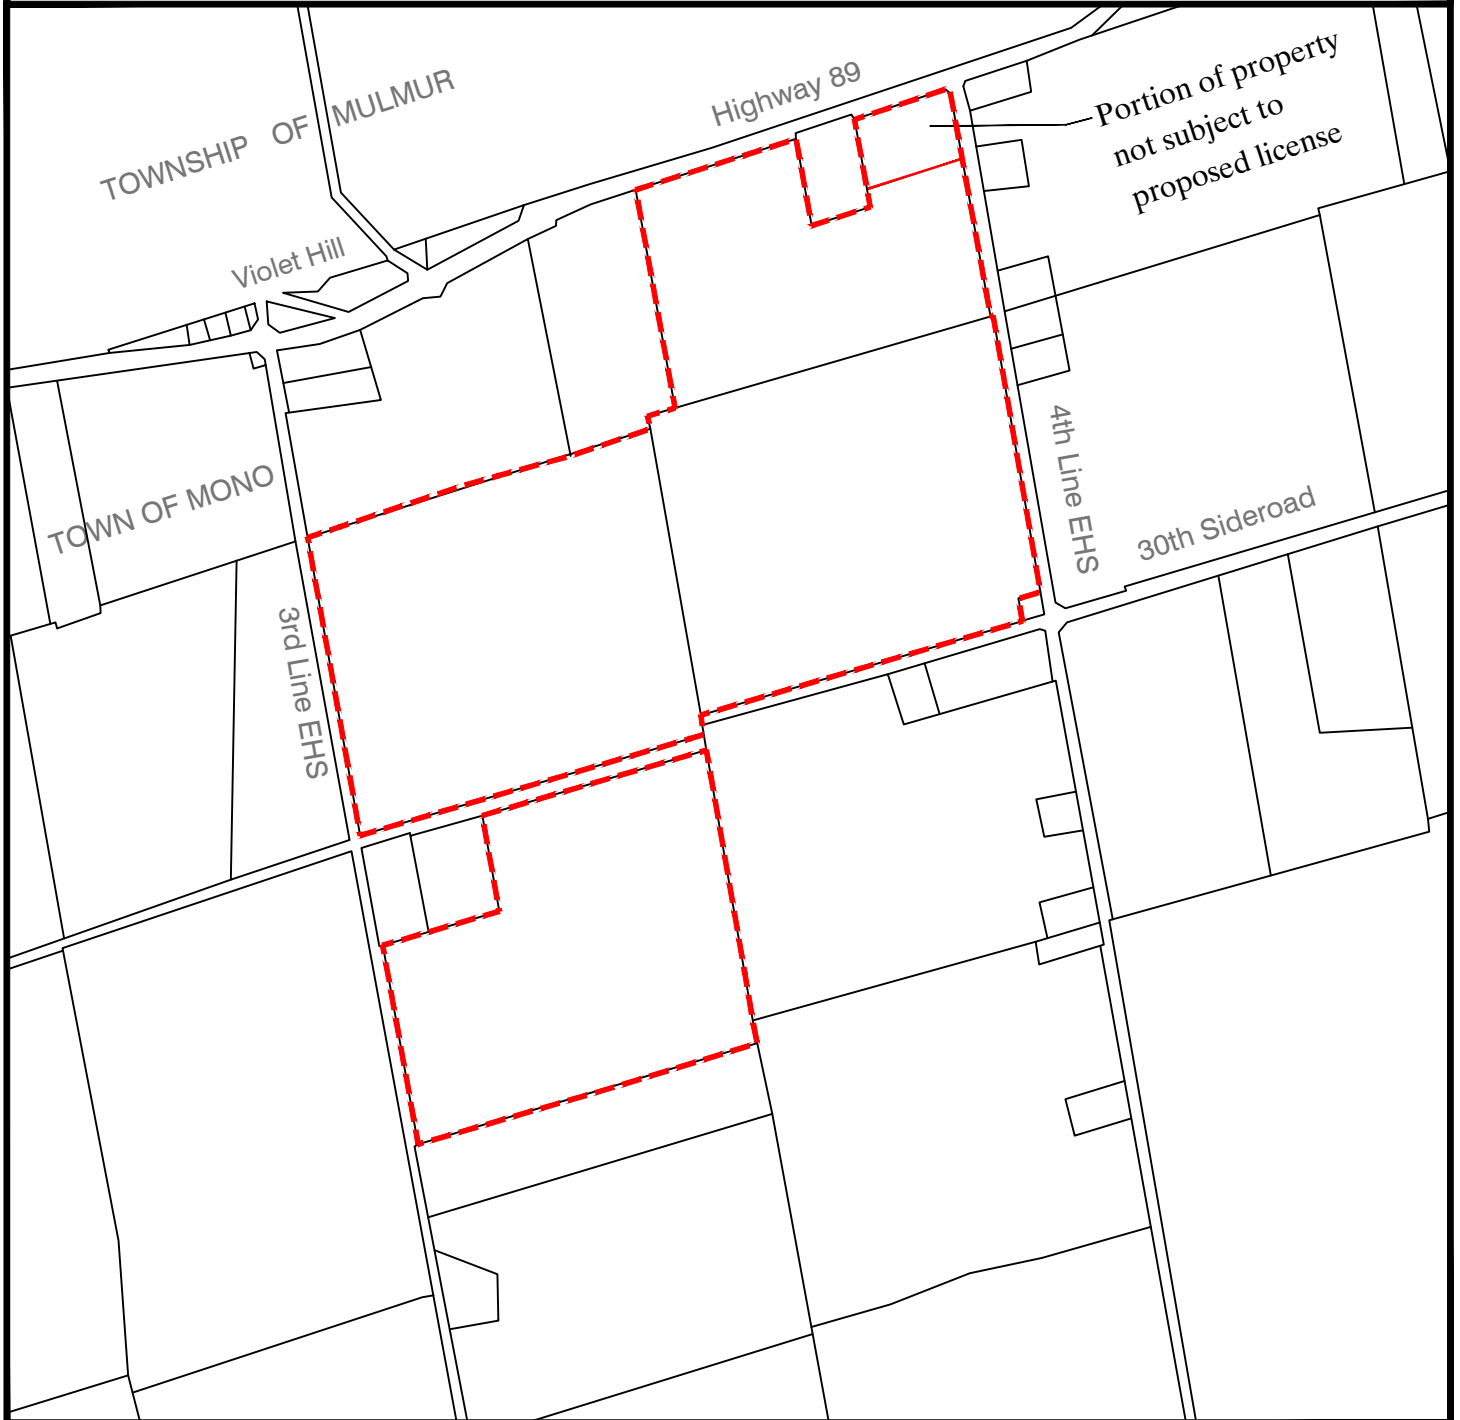 TOWNSHIP OF MULMUR
Highway 89
Portion of property
not subject to
proposed license
Violet Hill
TOWN OF MONO
4th Line EHS
30th Sideroad
3rd Line EHS